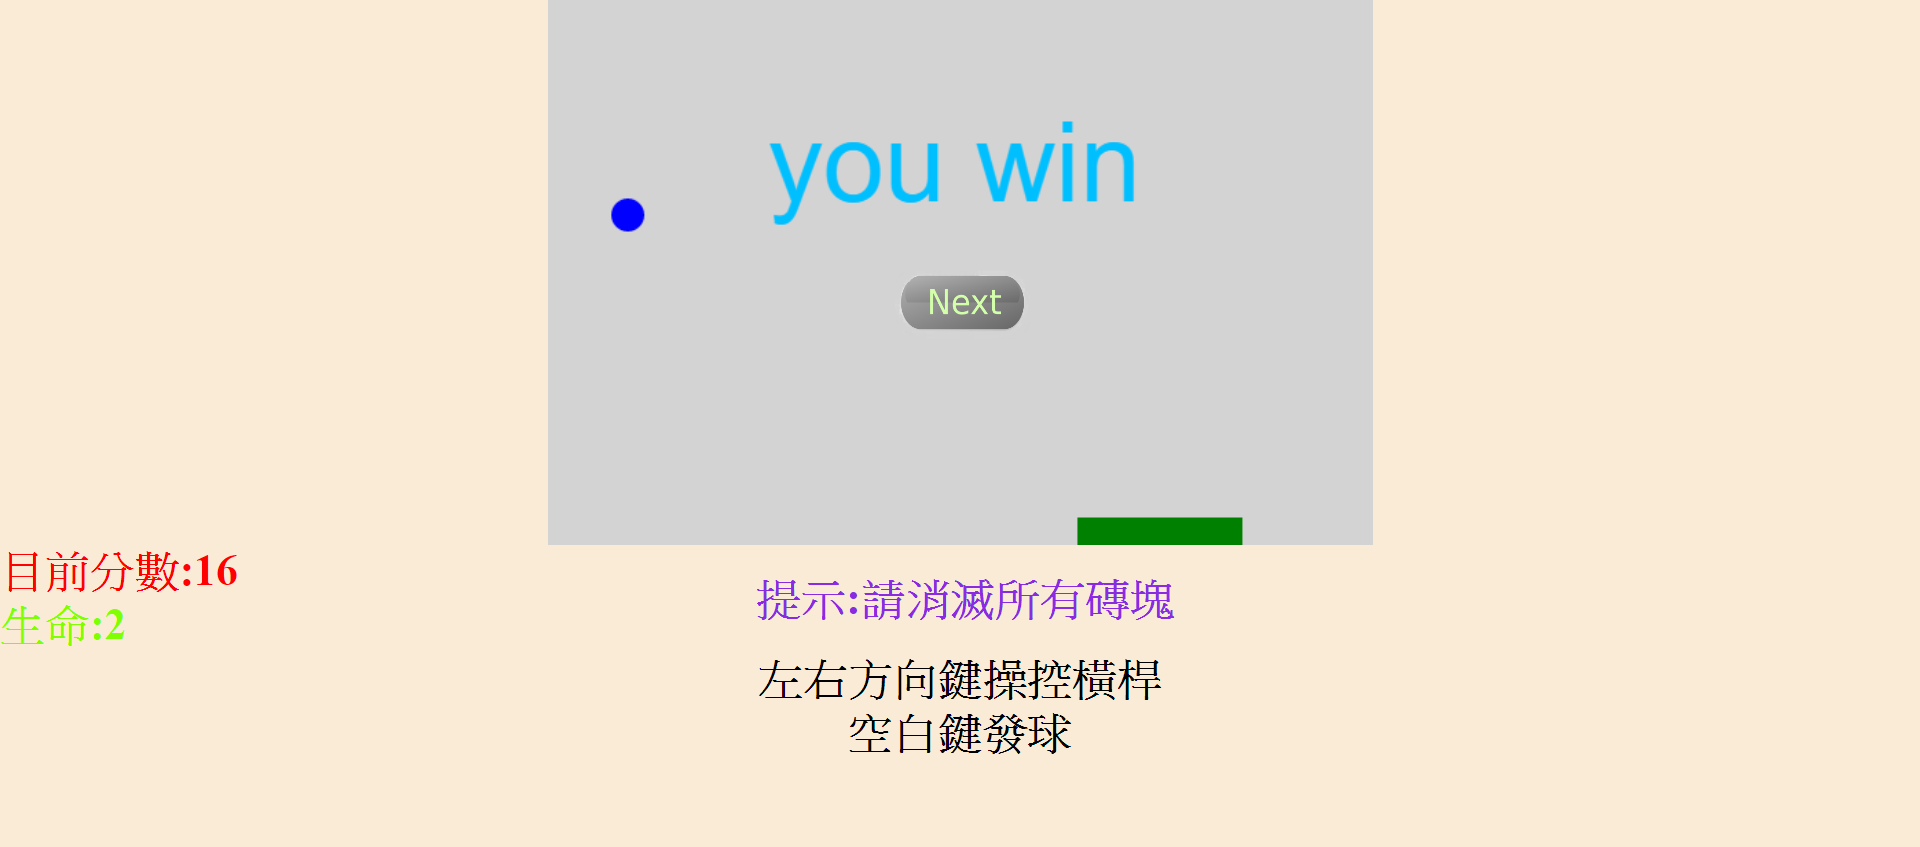 you win
Next
目前分數:16
生命:2
提示:請消滅所有磚塊
左右方向鍵操控橫桿
空白鍵發球